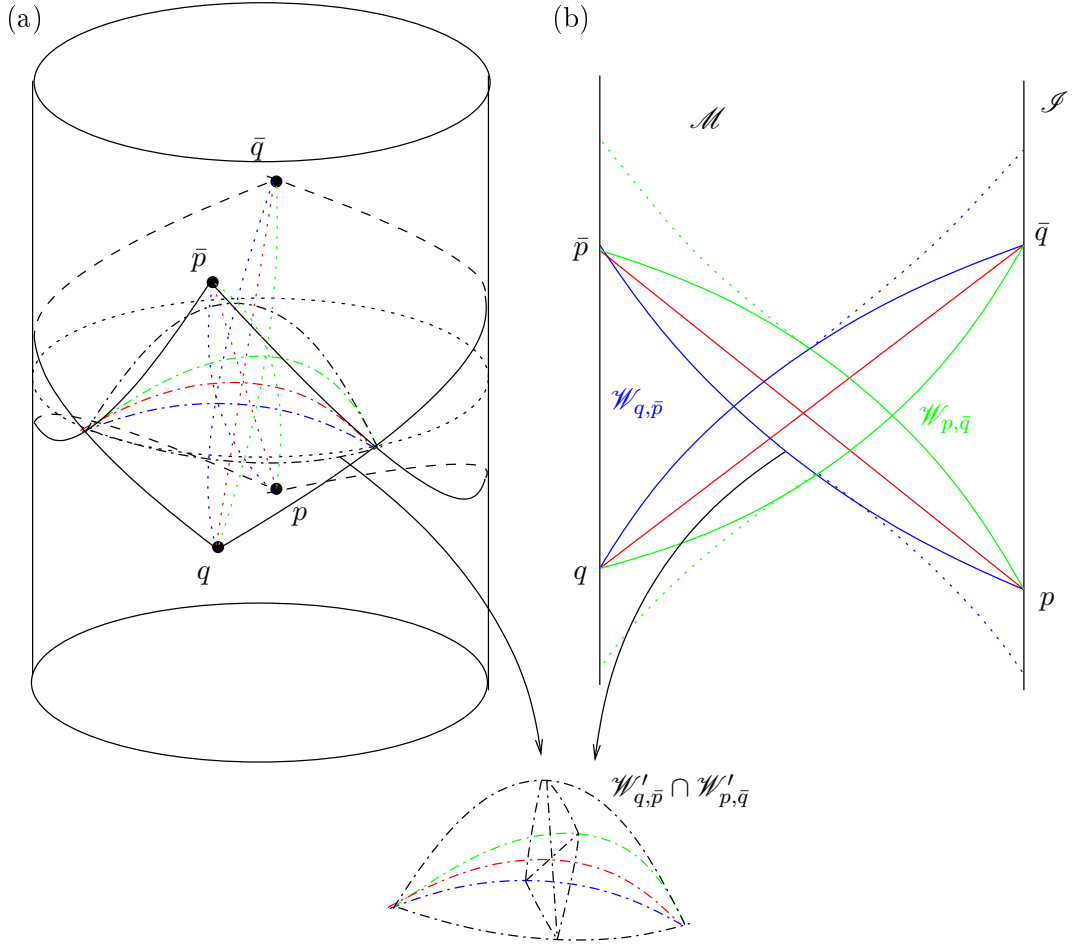 (a)
q̄
p̄
p
q
(b)
ℳ
ℐ
p̄
q̄
𝒲_{q,p̄}
𝒲_{p,q̄}
q
p
𝒲′_{q,p̄} ∩ 𝒲′_{p,q̄}